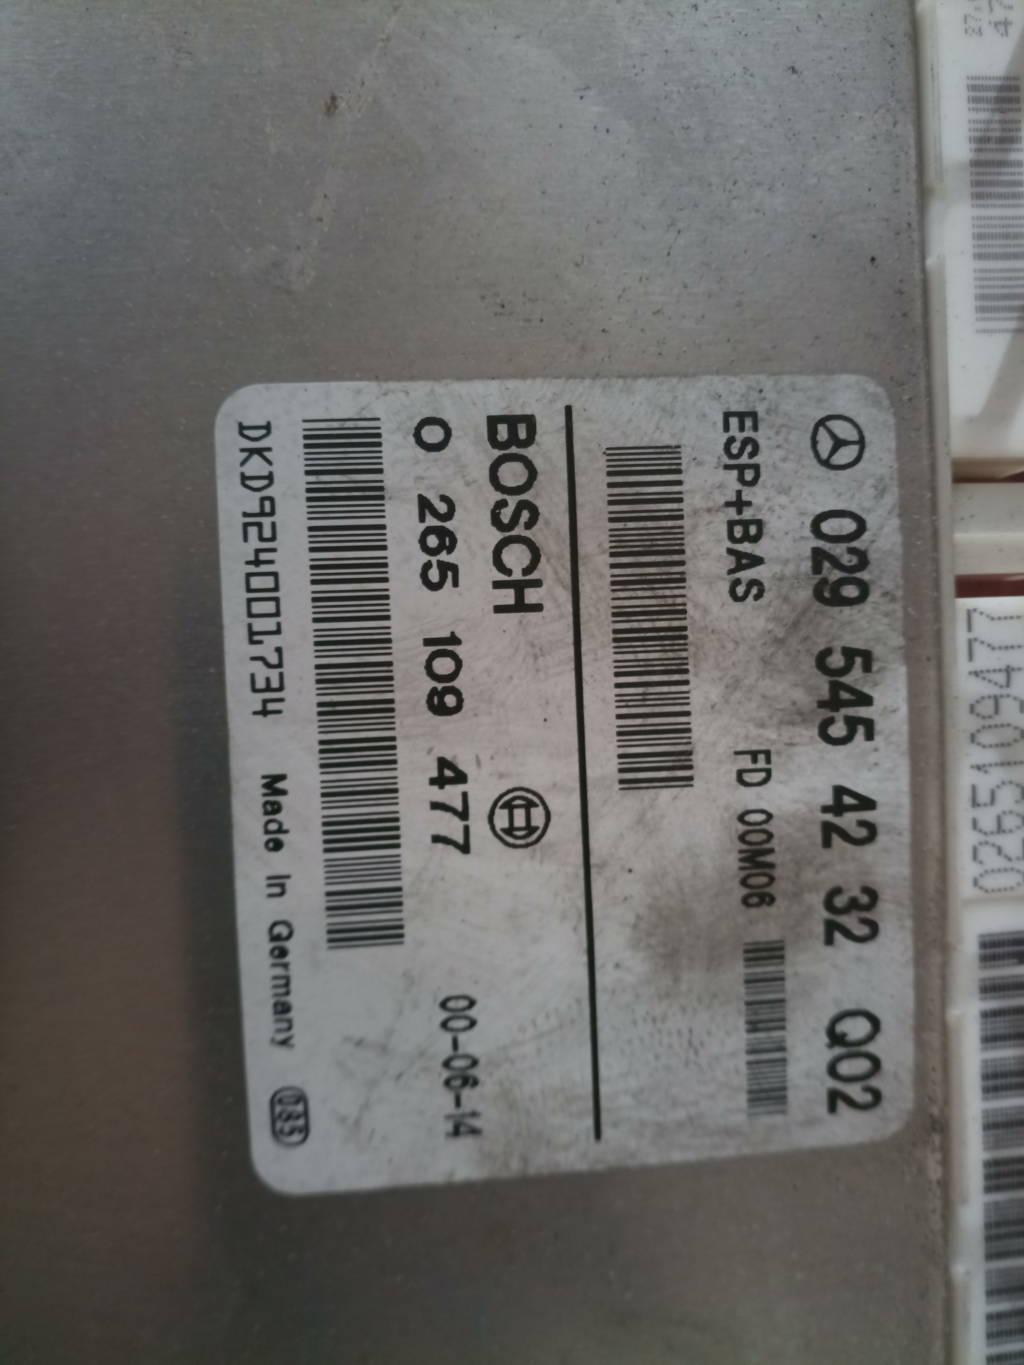 029 545 42 32 Q02
ESP+BAS FD 00M06
BOSCH
0 265 109 477 00-06-14
DKD924001734 Made In Germany 085
0265109477